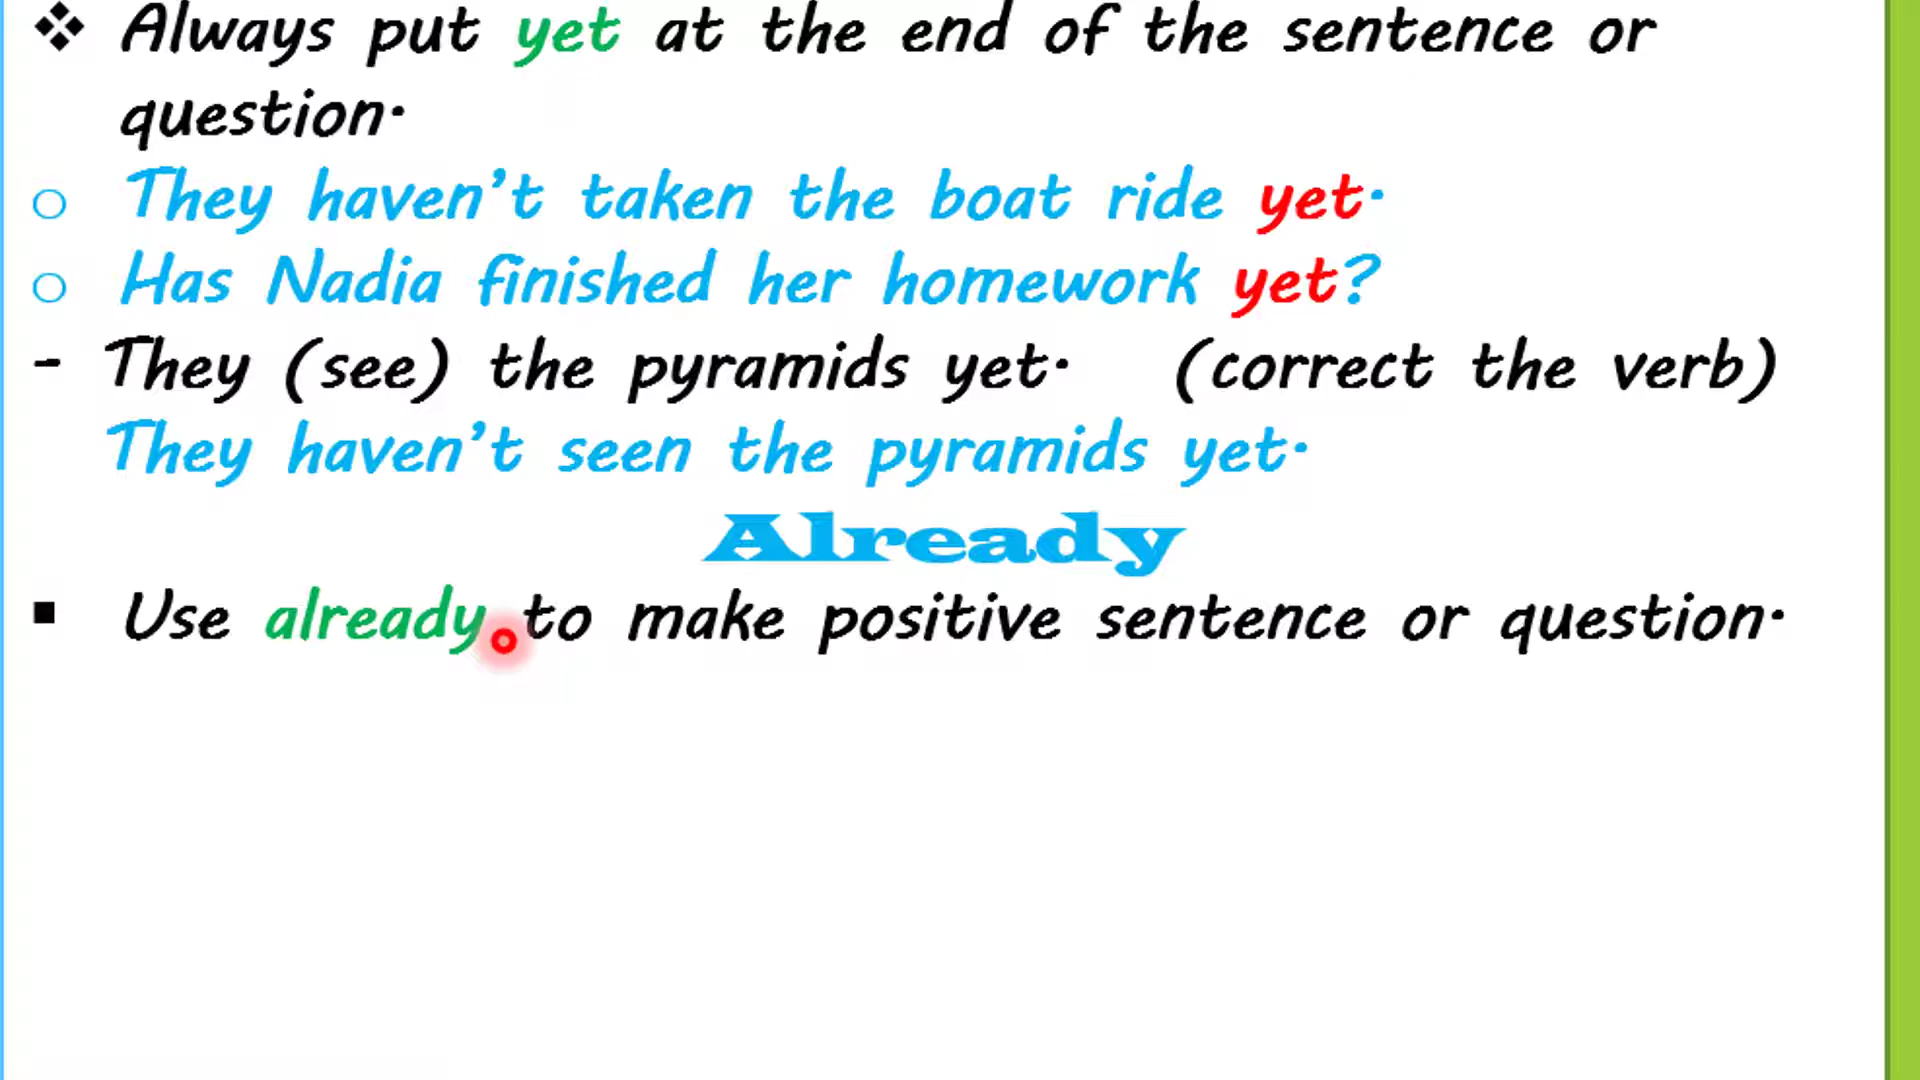 ❖ Always put yet at the end of the sentence or
question.
o They haven't taken the boat ride yet.
o Has Nadia finished her homework yet?
- They (see) the pyramids yet. (correct the verb)
They haven't seen the pyramids yet.
Already
▪ Use already to make positive sentence or question.